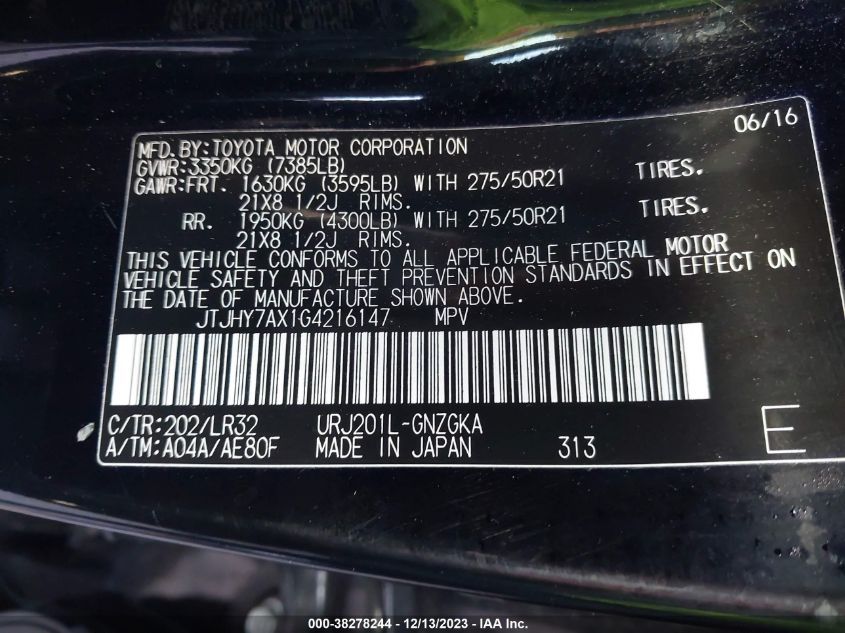 06/16
MFD.BY:TOYOTA MOTOR CORPORATION
GVWR:3350KG (7385LB)
GAWR:FRT. 1630KG (3595LB) WITH 275/50R21 TIRES.
21X8 1/2J RIMS.
RR. 1950KG (4300LB) WITH 275/50R21 TIRES.
21X8 1/2J RIMS.
THIS VEHICLE CONFORMS TO ALL APPLICABLE FEDERAL MOTOR
VEHICLE SAFETY AND THEFT PREVENTION STANDARDS IN EFFECT ON
THE DATE OF MANUFACTURE SHOWN ABOVE.
JTJHY7AX1G4216147 MPV
C/TR:202/LR32 URJ201L-GNZGKA
A/TM:A04A/AE80F MADE IN JAPAN 313 E
000-38278244 - 12/13/2023 - IAA Inc.